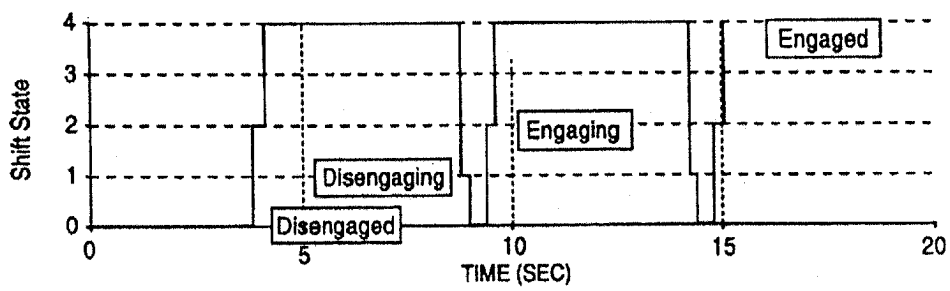 Shift State
4
3
2
1
0
Engaged
Engaging
Disengaging
Disengaged
0
5
10
15
20
TIME (SEC)